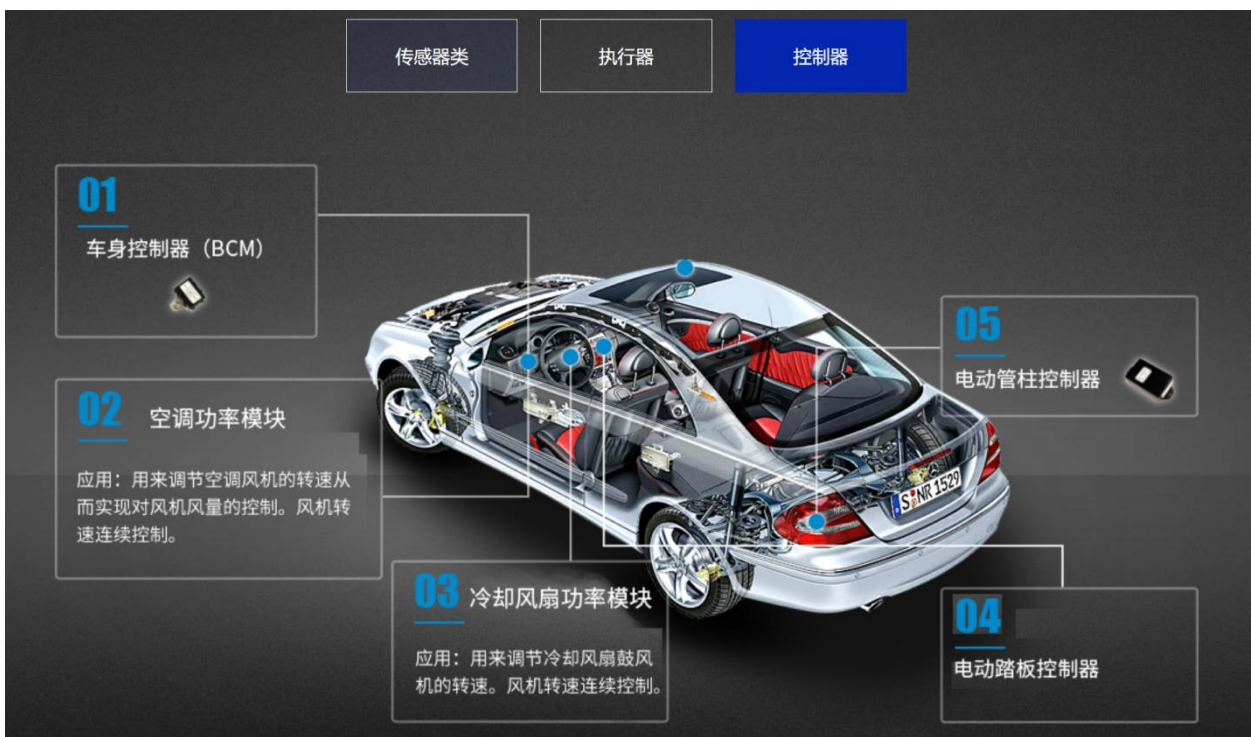 传感器类
执行器
控制器
01
车身控制器（BCM）
02 空调功率模块
应用：用来调节空调风机的转速从
而实现对风机风量的控制。风机转
速连续控制。
03 冷却风扇功率模块
应用：用来调节冷却风扇鼓风
机的转速。风机转速连续控制。
05
电动管柱控制器
S NR 1529
04
电动踏板控制器